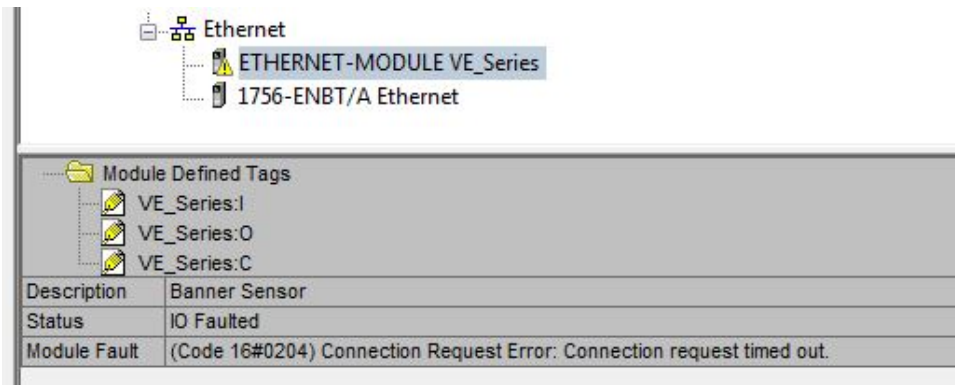 Ethernet
ETHERNET-MODULE VE_Series
1756-ENBT/A Ethernet
Module Defined Tags
VE_Series:I
VE_Series:O
VE_Series:C
Description Banner Sensor
Status IO Faulted
Module Fault (Code 16#0204) Connection Request Error: Connection request timed out.